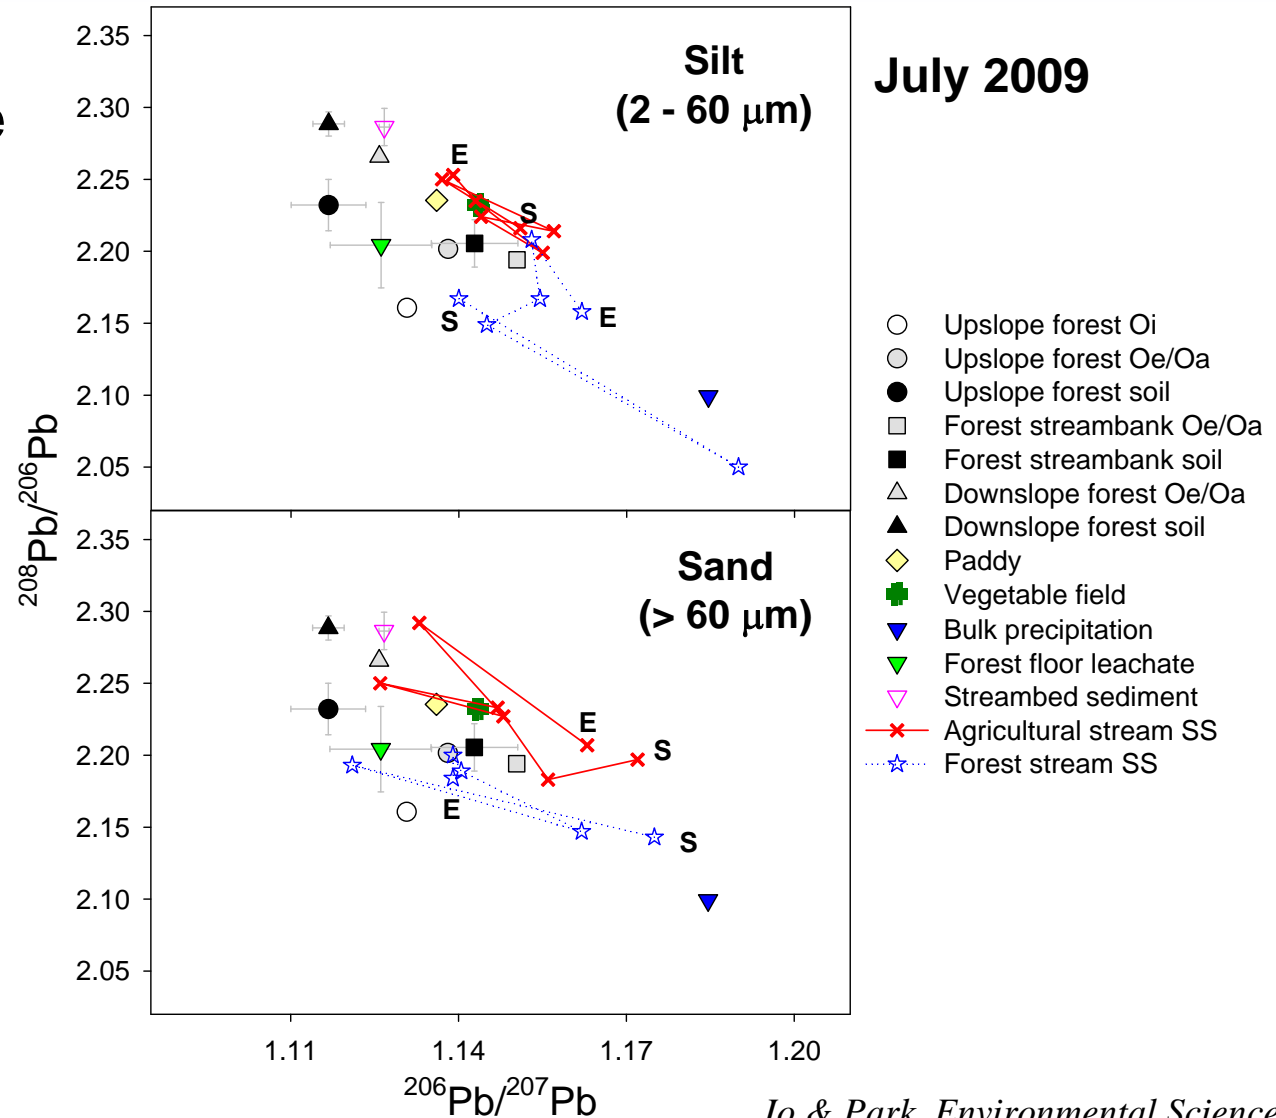 e
July 2009
Silt
(2 - 60 μm)
2.35
2.30
2.25
2.20
2.15
2.10
2.05
E
S
S
E
Sand
(> 60 μm)
2.35
2.30
2.25
2.20
2.15
2.10
2.05
E
S
E
S
208Pb/206Pb
1.11
1.14
1.17
1.20
206Pb/207Pb
Upslope forest Oi
Upslope forest Oe/Oa
Upslope forest soil
Forest streambank Oe/Oa
Forest streambank soil
Downslope forest Oe/Oa
Downslope forest soil
Paddy
Vegetable field
Bulk precipitation
Forest floor leachate
Streambed sediment
Agricultural stream SS
Forest stream SS
Jo & Park, Environmental Science